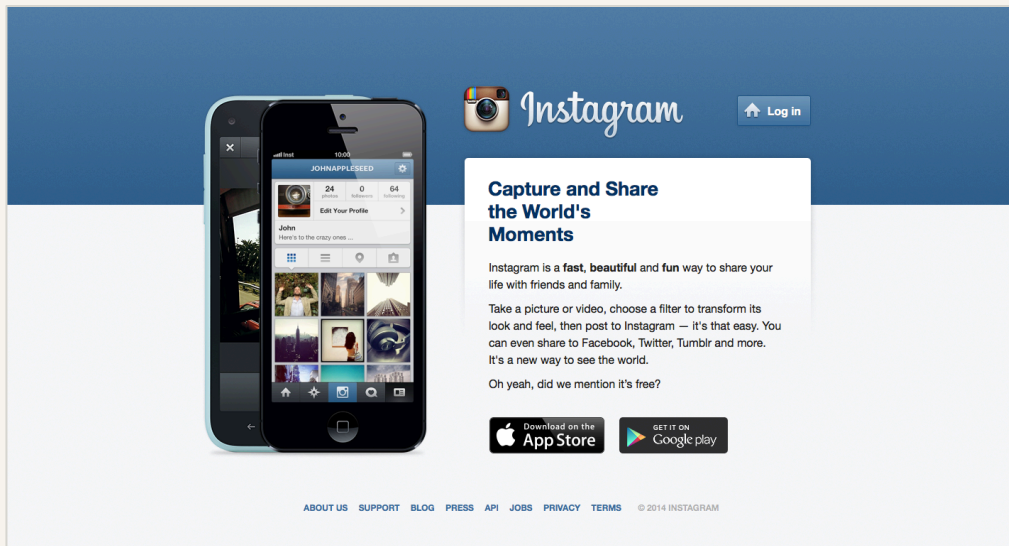 Instagram
Log in
Inst
10:00
JOHNAPPLESEED
24
photos
0
followers
64
following
Edit Your Profile
John
Here's to the crazy ones ...
Capture and Share
the World's
Moments
Instagram is a fast, beautiful and fun way to share your
life with friends and family.
Take a picture or video, choose a filter to transform its
look and feel, then post to Instagram — it's that easy. You
can even share to Facebook, Twitter, Tumblr and more.
It's a new way to see the world.
Oh yeah, did we mention it's free?
Download on the
App Store
GET IT ON
Google play
ABOUT US SUPPORT BLOG PRESS API JOBS PRIVACY TERMS © 2014 INSTAGRAM